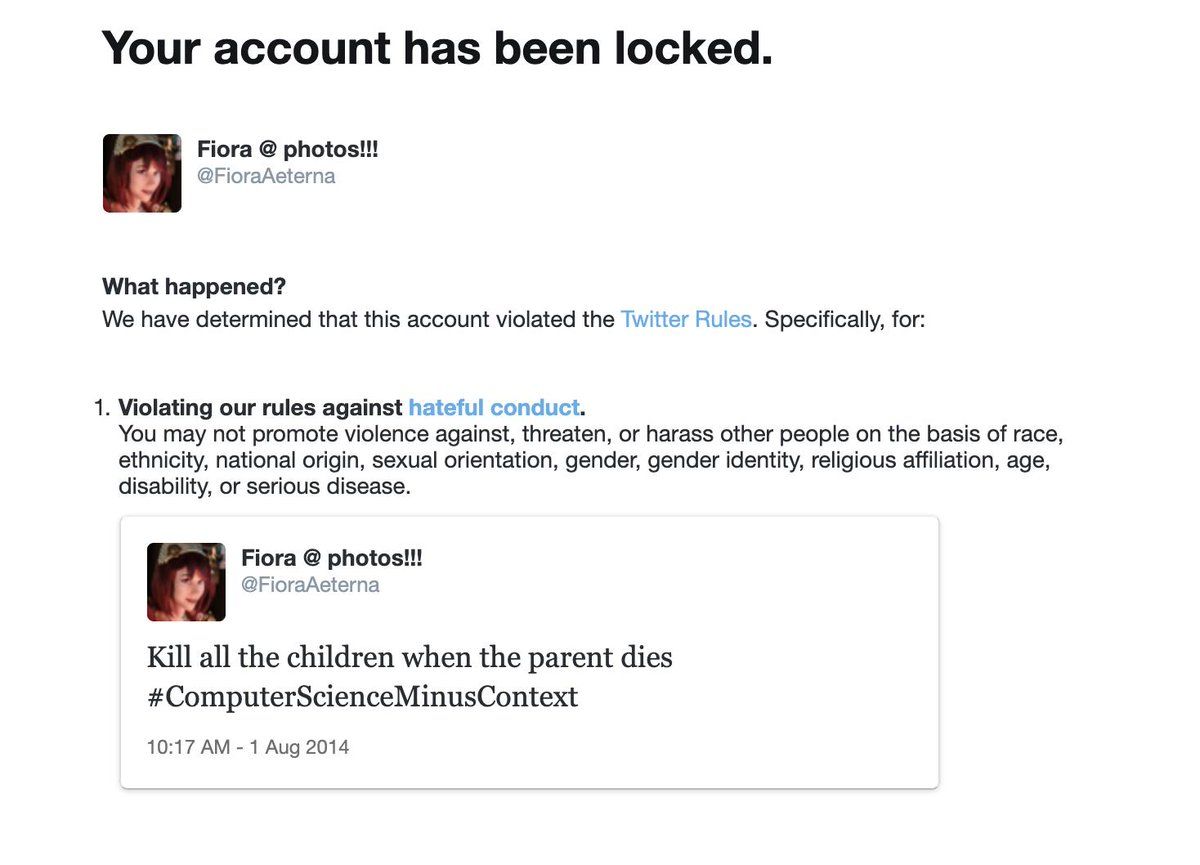 Your account has been locked.
Fiora @ photos!!!
@FioraAeterna
What happened?
We have determined that this account violated the Twitter Rules. Specifically, for:
1. Violating our rules against hateful conduct.
You may not promote violence against, threaten, or harass other people on the basis of race,
ethnicity, national origin, sexual orientation, gender, gender identity, religious affiliation, age,
disability, or serious disease.
Fiora @ photos!!!
@FioraAeterna
Kill all the children when the parent dies
#ComputerScienceMinusContext
10:17 AM - 1 Aug 2014